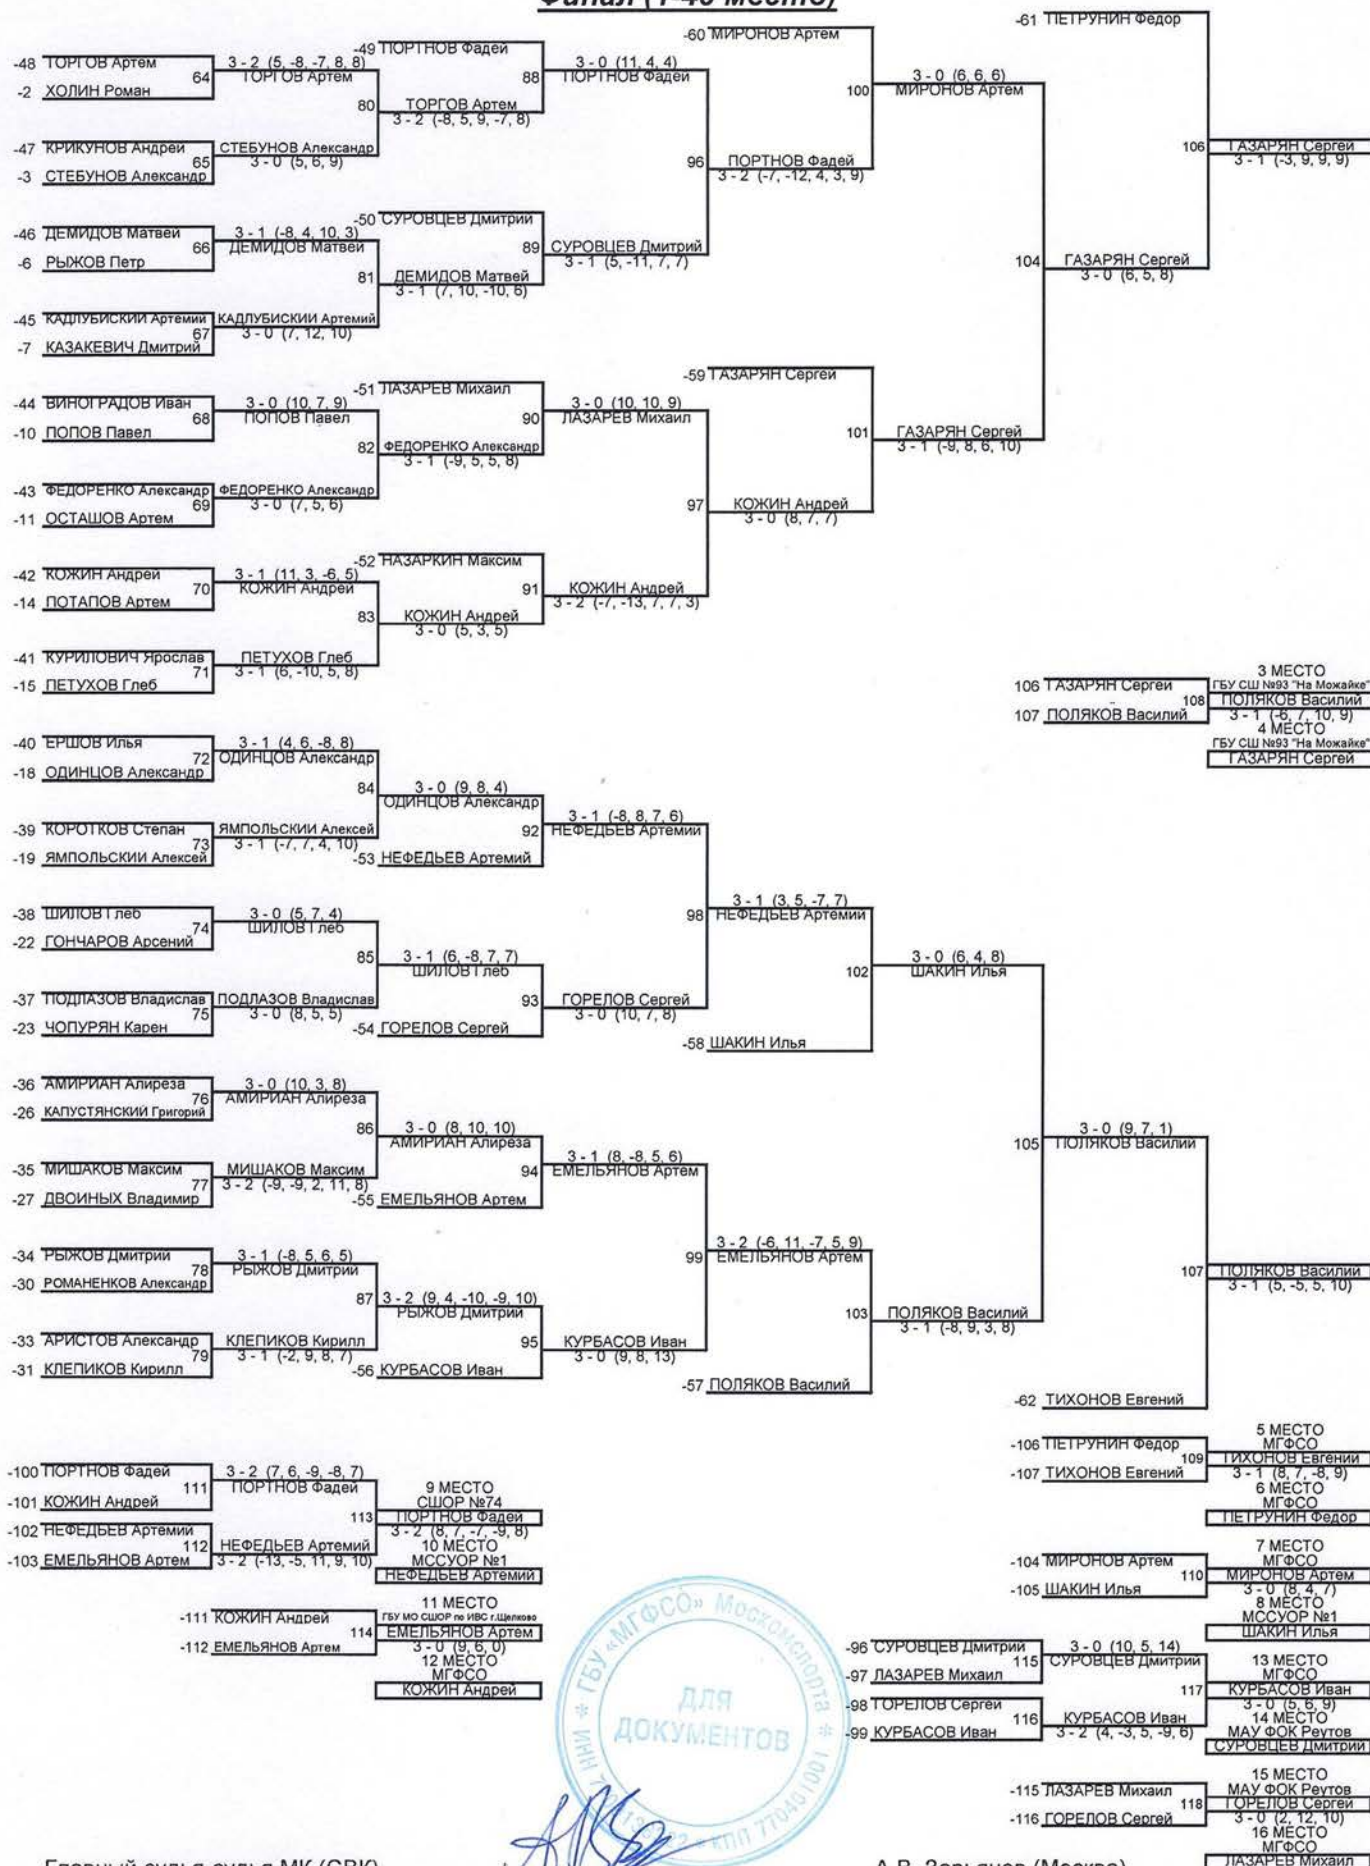 Финал (1-48 место)
-61 ПЕТРУНИН Федор
-60 МИРОНОВ Артем
-49 ПОРТНОВ Фадей
-48 ТОРГОВ Артем
3 - 2 (5, -8, -7, 8, 8)
3 - 0 (11, 4, 4)
64
ТОРГОВ Артем
88
ПОРТНОВ Фадей
3 - 0 (6, 6, 6)
-2 ХОЛИН Роман
100
МИРОНОВ Артем
80
ТОРГОВ Артем
3 - 2 (-8, 5, 9, -7, 8)
-47 КРИКУНОВ Андрей
65
СТЕБУНОВ Александр
3 - 0 (5, 6, 9)
-3 СТЕБУНОВ Александр
96
ПОРТНОВ Фадей
3 - 2 (-7, -12, 4, 3, 9)
106
ГАЗАРЯН Сергей
3 - 1 (-3, 9, 9, 9)
-50 СУРОВЦЕВ Дмитрий
-46 ДЕМИДОВ Матвей
66
3 - 1 (-8, 4, 10, 3)
ДЕМИДОВ Матвей
-6 РЫЖОВ Петр
89
СУРОВЦЕВ Дмитрий
3 - 1 (5, -11, 7, 7)
81
ДЕМИДОВ Матвей
3 - 1 (7, 10, -10, 6)
104
ГАЗАРЯН Сергей
3 - 0 (6, 5, 8)
-45 КАДЛУБИСКИЙ Артемий
67
КАДЛУБИСКИЙ Артемий
3 - 0 (7, 12, 10)
-7 КАЗАКЕВИЧ Дмитрий
-59 ГАЗАРЯН Сергей
-51 ЛАЗАРЕВ Михаил
-44 ВИНОГРАДОВ Иван
68
3 - 0 (10, 7, 9)
ПОПОВ Павел
-10 ПОПОВ Павел
90
3 - 0 (10, 10, 9)
ЛАЗАРЕВ Михаил
101
ГАЗАРЯН Сергей
3 - 1 (-9, 8, 6, 10)
82
ФЕДОРЕНКО Александр
3 - 1 (-9, 5, 5, 8)
-43 ФЕДОРЕНКО Александр
69
ФЕДОРЕНКО Александр
3 - 0 (7, 5, 6)
-11 ОСТАШОВ Артем
97
КОЖИН Андрей
3 - 0 (8, 7, 7)
-52 НАЗАРКИН Максим
-42 КОЖИН Андрей
70
3 - 1 (11, 3, -6, 5)
КОЖИН Андрей
-14 ПОТАПОВ Артем
91
КОЖИН Андрей
3 - 2 (-7, -13, 7, 7, 3)
83
КОЖИН Андрей
3 - 0 (5, 3, 5)
-41 КУРИЛОВИЧ Ярослав
71
ПЕТУХОВ Глеб
3 - 1 (6, -10, 5, 8)
-15 ПЕТУХОВ Глеб
3 МЕСТО
106 ГАЗАРЯН Сергей
ГБУ СШ №93 "На Можайке"
108
ПОЛЯКОВ Василий
107 ПОЛЯКОВ Василий
3 - 1 (-6, 7, 10, 9)
4 МЕСТО
ГБУ СШ №93 "На Можайке"
ГАЗАРЯН Сергей
-40 ЕРШОВ Илья
72
3 - 1 (4, 6, -8, 8)
ОДИНЦОВ Александр
-18 ОДИНЦОВ Александр
84
3 - 0 (9, 8, 4)
ОДИНЦОВ Александр
-39 КОРОТКОВ Степан
73
ЯМПОЛЬСКИЙ Алексей
3 - 1 (-7, 7, 4, 10)
-19 ЯМПОЛЬСКИЙ Алексей
92
3 - 1 (-8, 8, 7, 6)
НЕФЕДЬЕВ Артемий
-53 НЕФЕДЬЕВ Артемий
-38 ШИЛОВ Глеб
74
3 - 0 (5, 7, 4)
ШИЛОВ Глеб
-22 ГОНЧАРОВ Арсений
98
3 - 1 (3, 5, -7, 7)
НЕФЕДЬЕВ Артемий
85
3 - 1 (6, -8, 7, 7)
ШИЛОВ Глеб
102
3 - 0 (6, 4, 8)
ШАКИН Илья
-37 ПОДЛАЗОВ Владислав
75
ПОДЛАЗОВ Владислав
3 - 0 (8, 5, 5)
-23 ЧОПУРЯН Карен
93
ГОРЕЛОВ Сергей
3 - 0 (10, 7, 8)
-54 ГОРЕЛОВ Сергей
-58 ШАКИН Илья
-36 АМИРИАН Алиреза
76
3 - 0 (10, 3, 8)
АМИРИАН Алиреза
-26 КАПУСТЯНСКИЙ Григорий
86
3 - 0 (8, 10, 10)
АМИРИАН Алиреза
105
3 - 0 (9, 7, 1)
ПОЛЯКОВ Василий
-35 МИШАКОВ Максим
77
МИШАКОВ Максим
3 - 2 (-9, -9, 2, 11, 8)
-27 ДВОИНЫХ Владимир
94
3 - 1 (8, -8, 5, 6)
ЕМЕЛЬЯНОВ Артем
-55 ЕМЕЛЬЯНОВ Артем
-34 РЫЖОВ Дмитрий
78
3 - 1 (-8, 5, 6, 5)
РЫЖОВ Дмитрий
-30 РОМАНЕНКОВ Александр
99
3 - 2 (-6, 11, -7, 5, 9)
ЕМЕЛЬЯНОВ Артем
107
ПОЛЯКОВ Василий
3 - 1 (5, -5, 5, 10)
87
3 - 2 (9, 4, -10, -9, 10)
РЫЖОВ Дмитрий
103
ПОЛЯКОВ Василий
3 - 1 (-8, 9, 3, 8)
-33 АРИСТОВ Александр
79
КЛЕПИКОВ Кирилл
3 - 1 (-2, 9, 8, 7)
-31 КЛЕПИКОВ Кирилл
95
КУРБАСОВ Иван
3 - 0 (9, 8, 13)
-56 КУРБАСОВ Иван
-57 ПОЛЯКОВ Василий
-62 ТИХОНОВ Евгений
5 МЕСТО
-106 ПЕТРУНИН Федор
МГФСО
109
ТИХОНОВ Евгений
-107 ТИХОНОВ Евгений
3 - 1 (8, 7, -8, 9)
6 МЕСТО
МГФСО
ПЕТРУНИН Федор
-100 ПОРТНОВ Фадей
111
3 - 2 (7, 6, -9, -8, 7)
ПОРТНОВ Фадей
-101 КОЖИН Андрей
9 МЕСТО
СШОР №74
113
ПОРТНОВ Фадей
3 - 2 (8, 7, -7, -9, 8)
-102 НЕФЕДЬЕВ Артемий
112
НЕФЕДЬЕВ Артемий
3 - 2 (-13, -5, 11, 9, 10)
-103 ЕМЕЛЬЯНОВ Артем
10 МЕСТО
МССУОР №1
НЕФЕДЬЕВ Артемий
7 МЕСТО
-104 МИРОНОВ Артем
МГФСО
110
МИРОНОВ Артем
-105 ШАКИН Илья
3 - 0 (8, 4, 7)
8 МЕСТО
МССУОР №1
ШАКИН Илья
11 МЕСТО
-111 КОЖИН Андрей
ГБУ МО СШОР по ИВС г.Щелково
114
ЕМЕЛЬЯНОВ Артем
-112 ЕМЕЛЬЯНОВ Артем
3 - 0 (9, 6, 0)
12 МЕСТО
МГФСО
КОЖИН Андрей
-96 СУРОВЦЕВ Дмитрий
115
3 - 0 (10, 5, 14)
СУРОВЦЕВ Дмитрий
-97 ЛАЗАРЕВ Михаил
13 МЕСТО
МГФСО
117
КУРБАСОВ Иван
3 - 0 (5, 6, 9)
-98 ГОРЕЛОВ Сергей
116
КУРБАСОВ Иван
3 - 2 (4, -3, 5, -9, 6)
-99 КУРБАСОВ Иван
14 МЕСТО
МАУ ФОК Реутов
СУРОВЦЕВ Дмитрий
15 МЕСТО
-115 ЛАЗАРЕВ Михаил
МАУ ФОК Реутов
118
ГОРЕЛОВ Сергей
-116 ГОРЕЛОВ Сергей
3 - 0 (2, 12, 10)
16 МЕСТО
МГФСО
ЛАЗАРЕВ Михаил
ГБУ «МГФСО» Москомспорта
ДЛЯ
ДОКУМЕНТОВ
ИНН
КПП 770401001
Главный судья судья МК (СВК)
А.В. Зорьянов (Москва)